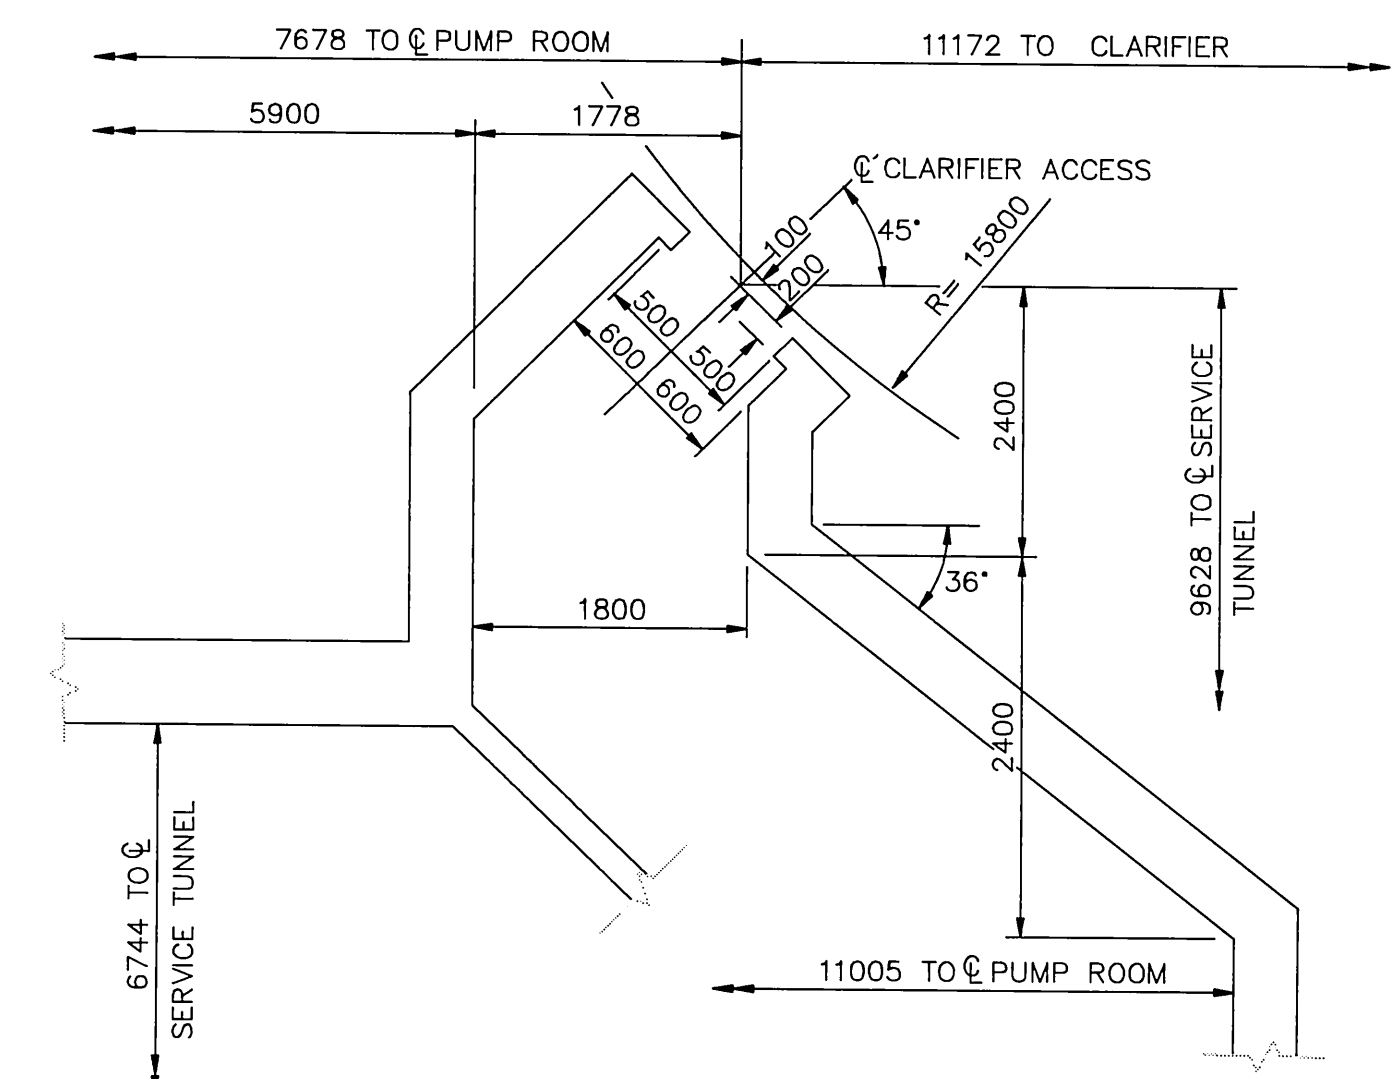 7678 TO ℄ PUMP ROOM
11172 TO CLARIFIER
5900
1778
℄ CLARIFIER ACCESS
100
45°
R= 15800
200
500
600
500
600
2400
9628 TO ℄ SERVICE
TUNNEL
36°
1800
2400
6744 TO ℄
SERVICE TUNNEL
11005 TO ℄ PUMP ROOM